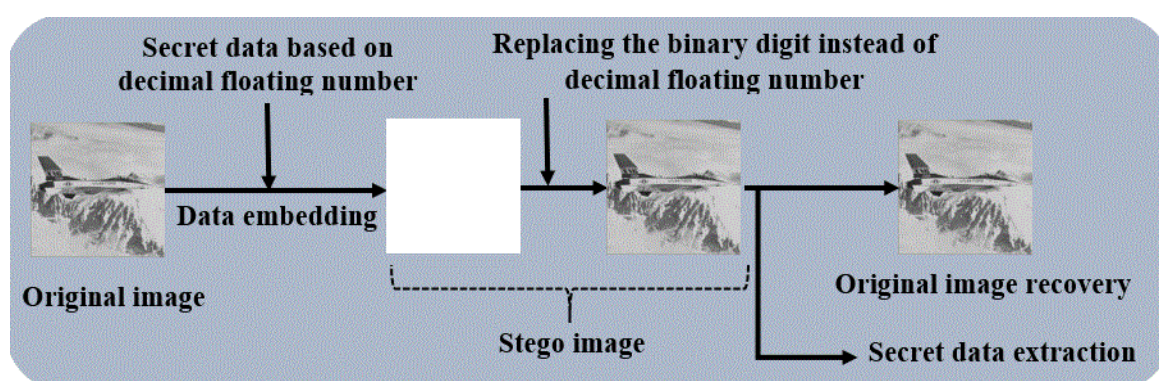 Secret data based on
decimal floating number
Replacing the binary digit instead of
decimal floating number
Data embedding
Original image
Stego image
Original image recovery
Secret data extraction